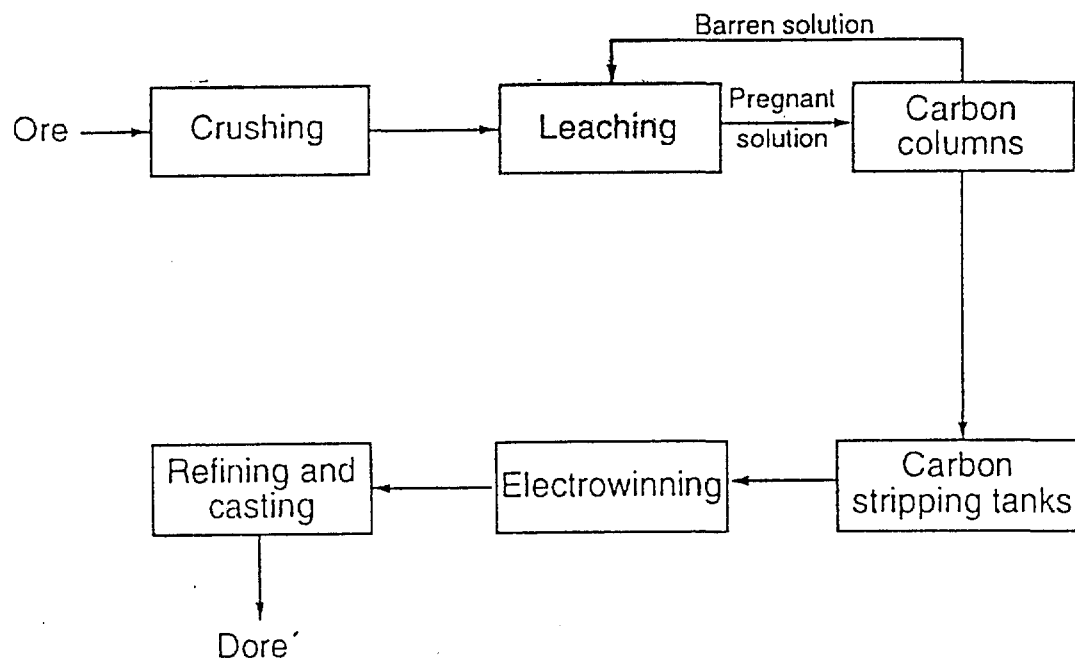 Barren solution
Ore
Crushing
Leaching
Pregnant
solution
Carbon
columns
Refining and
casting
Electrowinning
Carbon
stripping tanks
Dore´